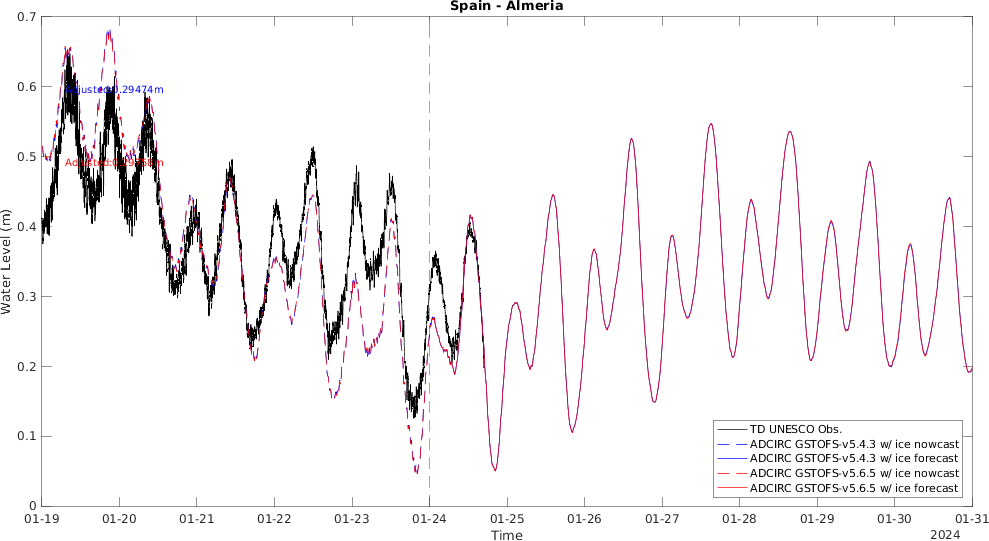 Spain - Almeria
Water Level (m)
0.7
0.6
0.5
0.4
0.3
0.2
0.1
0
Adjusted:0.29474m
TD UNESCO Obs.
ADCIRC GSTOFS-v5.4.3 w/ ice nowcast
ADCIRC GSTOFS-v5.4.3 w/ ice forecast
ADCIRC GSTOFS-v5.6.5 w/ ice nowcast
ADCIRC GSTOFS-v5.6.5 w/ ice forecast
01-19 01-20 01-21 01-22 01-23 01-24 01-25 01-26 01-27 01-28 01-29 01-30 01-31
Time
2024